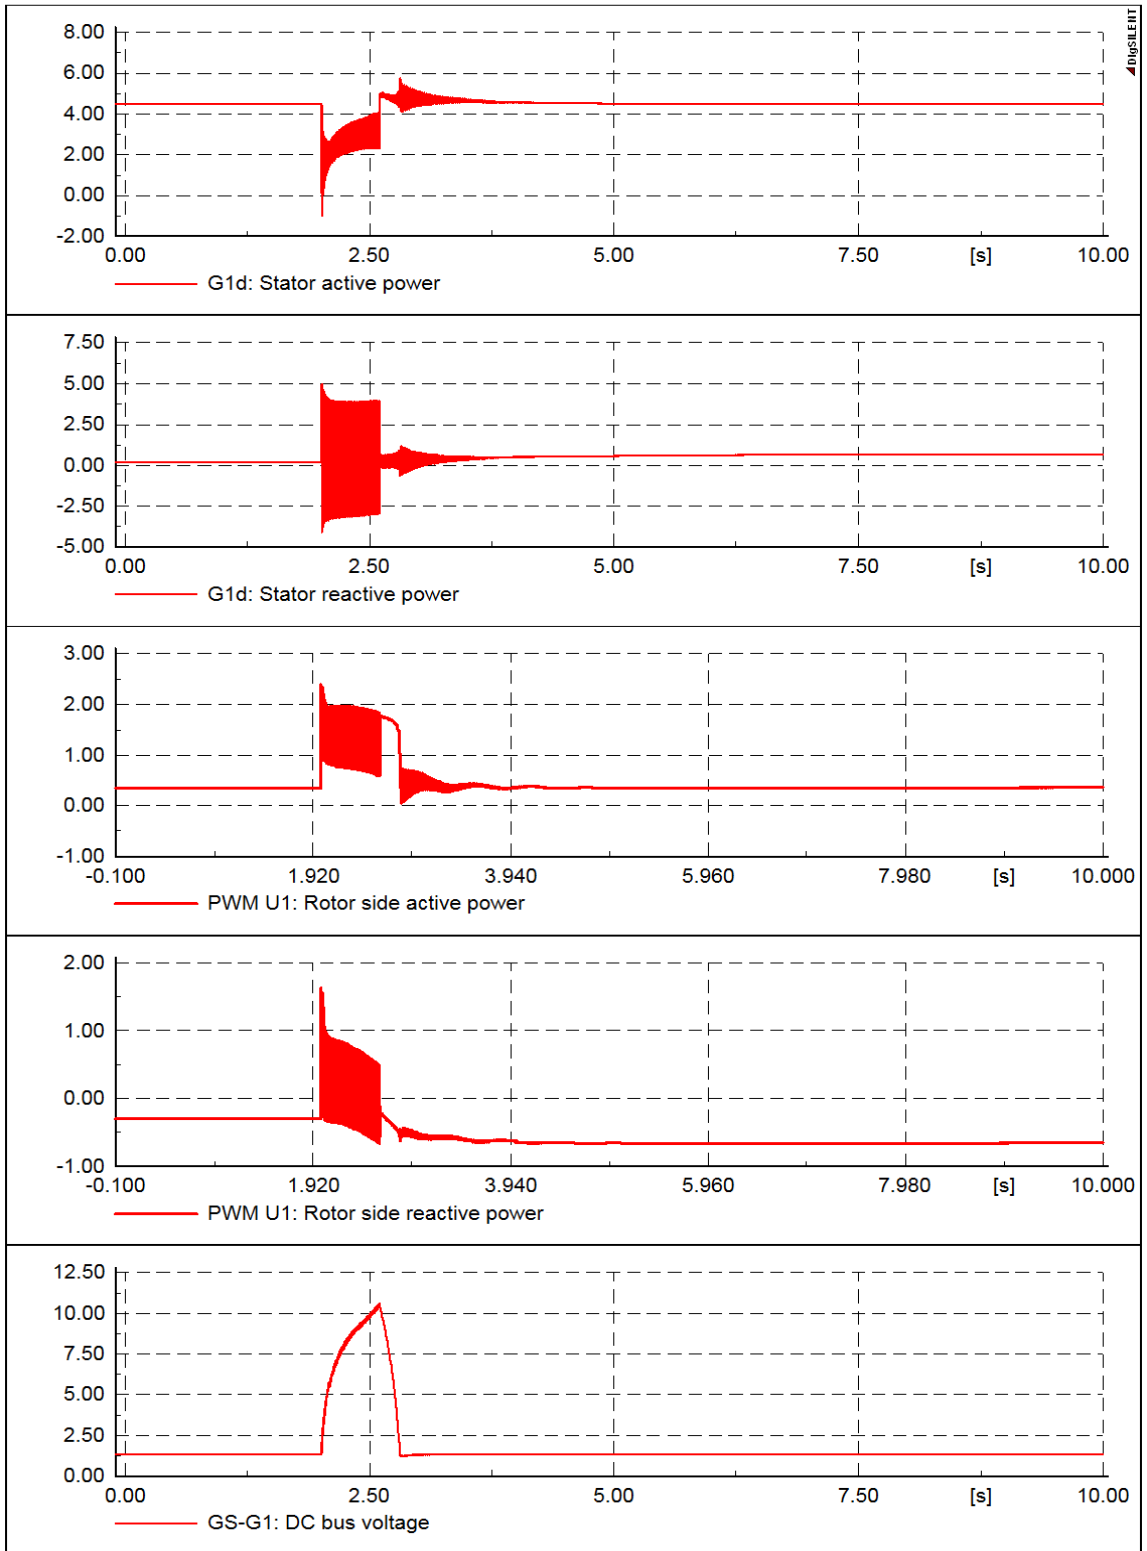 DIgSILENT
8.00
6.00
4.00
2.00
0.00
-2.00
0.00 2.50 5.00 7.50 [s] 10.00
G1d: Stator active power
7.50
5.00
2.50
0.00
-2.50
-5.00
0.00 2.50 5.00 7.50 [s] 10.00
G1d: Stator reactive power
3.00
2.00
1.00
0.00
-1.00
-0.100 1.920 3.940 5.960 7.980 [s] 10.000
PWM U1: Rotor side active power
2.00
1.00
0.00
-1.00
-0.100 1.920 3.940 5.960 7.980 [s] 10.000
PWM U1: Rotor side reactive power
12.50
10.00
7.50
5.00
2.50
0.00
0.00 2.50 5.00 7.50 [s] 10.00
GS-G1: DC bus voltage